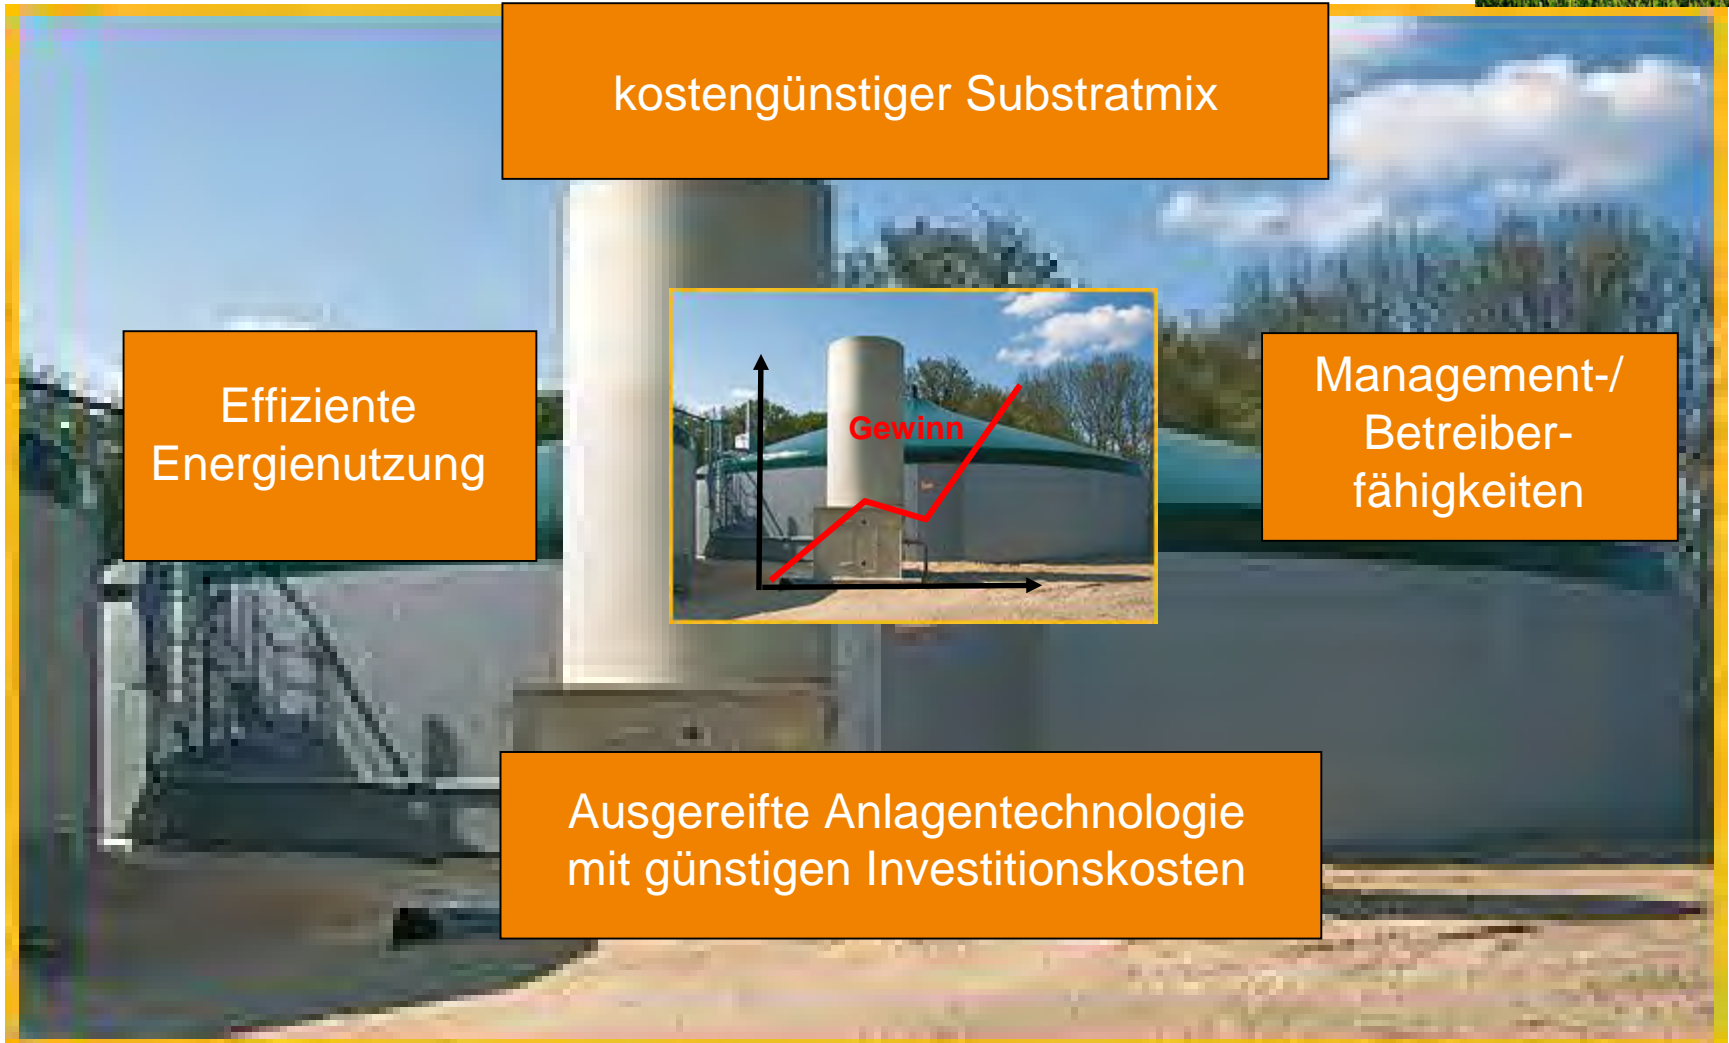 kostengünstiger Substratmix
Effiziente
Energienutzung
Gewinn
Management-/
Betreiber-
fähigkeiten
Ausgereifte Anlagentechnologie
mit günstigen Investitionskosten